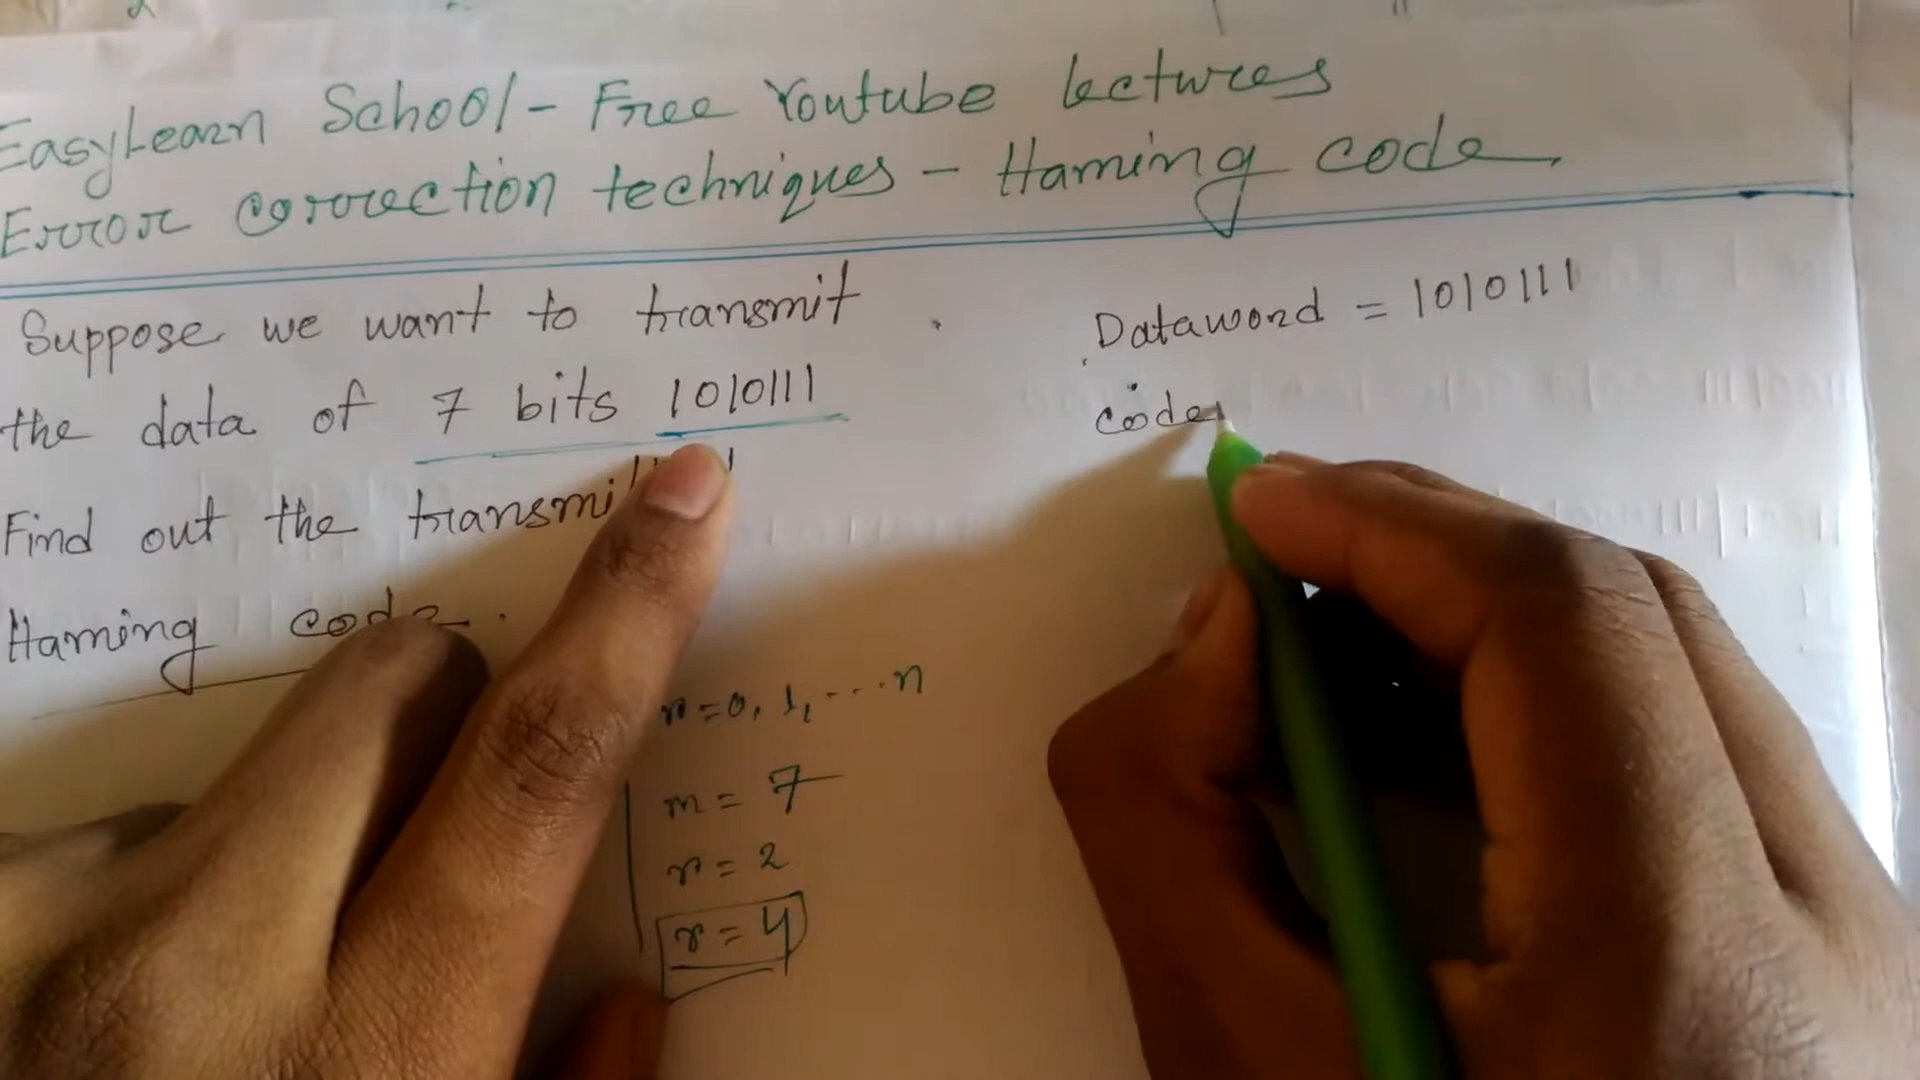 EasyLearn School - Free Youtube lectures
Error correction techniques - Haming code.
Suppose we want to transmit
the data of 7 bits 1010111
Find out the
Haming code.
n=0, 1, ....n
m = 7
r = 2
r = 4
Dataword = 1010111
code